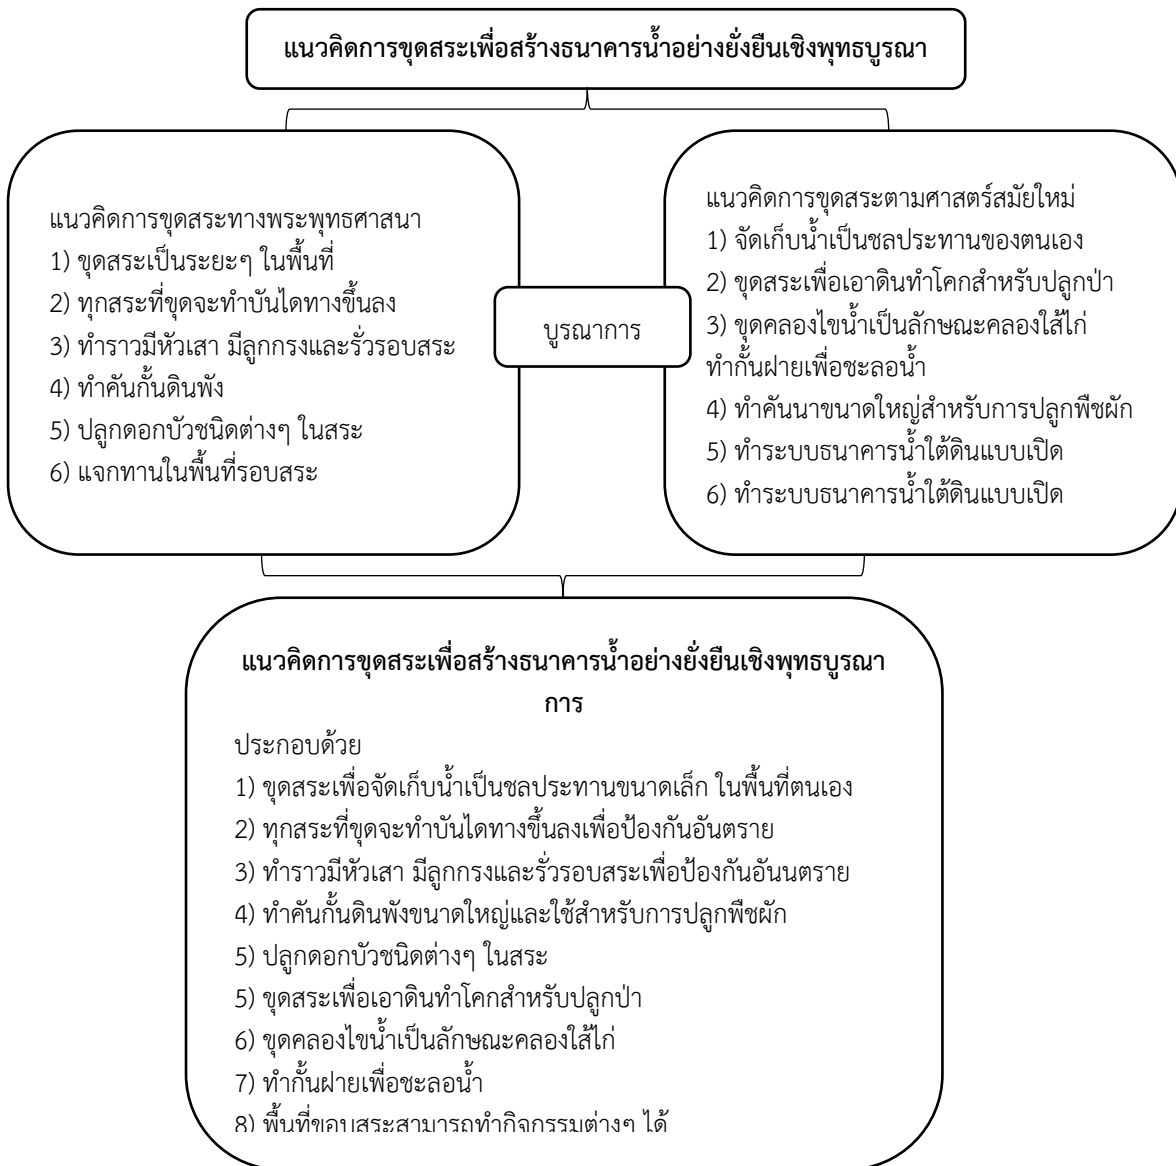 แนวคิดการขุดสระเพื่อสร้างธนาคารน้ำอย่างยั่งยืนเชิงพุทธบูรณา
แนวคิดการขุดสระทางพระพุทธศาสนา
1) ขุดสระเป็นระยะๆ ในพื้นที่
2) ทุกสระที่ขุดจะทำบันไดทางขึ้นลง
3) ทำราวมีหัวเสา มีลูกกรงและรั่วรอบสระ
4) ทำคันกั้นดินพัง
5) ปลูกดอกบัวชนิดต่างๆ ในสระ
6) แจกทานในพื้นที่รอบสระ
บูรณาการ
แนวคิดการขุดสระตามศาสตร์สมัยใหม่
1) จัดเก็บน้ำเป็นชลประทานของตนเอง
2) ขุดสระเพื่อเอาดินทำโคกสำหรับปลูกป่า
3) ขุดคลองไขน้ำเป็นลักษณะคลองใส้ไก่
ทำกั้นฝายเพื่อชะลอน้ำ
4) ทำคันนาขนาดใหญ่สำหรับการปลูกพืชผัก
5) ทำระบบธนาคารน้ำใต้ดินแบบเปิด
6) ทำระบบธนาคารน้ำใต้ดินแบบเปิด
แนวคิดการขุดสระเพื่อสร้างธนาคารน้ำอย่างยั่งยืนเชิงพุทธบูรณา
การ
ประกอบด้วย
1) ขุดสระเพื่อจัดเก็บน้ำเป็นชลประทานขนาดเล็ก ในพื้นที่ตนเอง
2) ทุกสระที่ขุดจะทำบันไดทางขึ้นลงเพื่อป้องกันอันตราย
3) ทำราวมีหัวเสา มีลูกกรงและรั่วรอบสระเพื่อป้องกันอันนตราย
4) ทำคันกั้นดินพังขนาดใหญ่และใช้สำหรับการปลูกพืชผัก
5) ปลูกดอกบัวชนิดต่างๆ ในสระ
5) ขุดสระเพื่อเอาดินทำโคกสำหรับปลูกป่า
6) ขุดคลองไขน้ำเป็นลักษณะคลองใส้ไก่
7) ทำกั้นฝายเพื่อชะลอน้ำ
8) พื้นที่ขอบสระสามารถทำกิจกรรมต่างๆ ได้